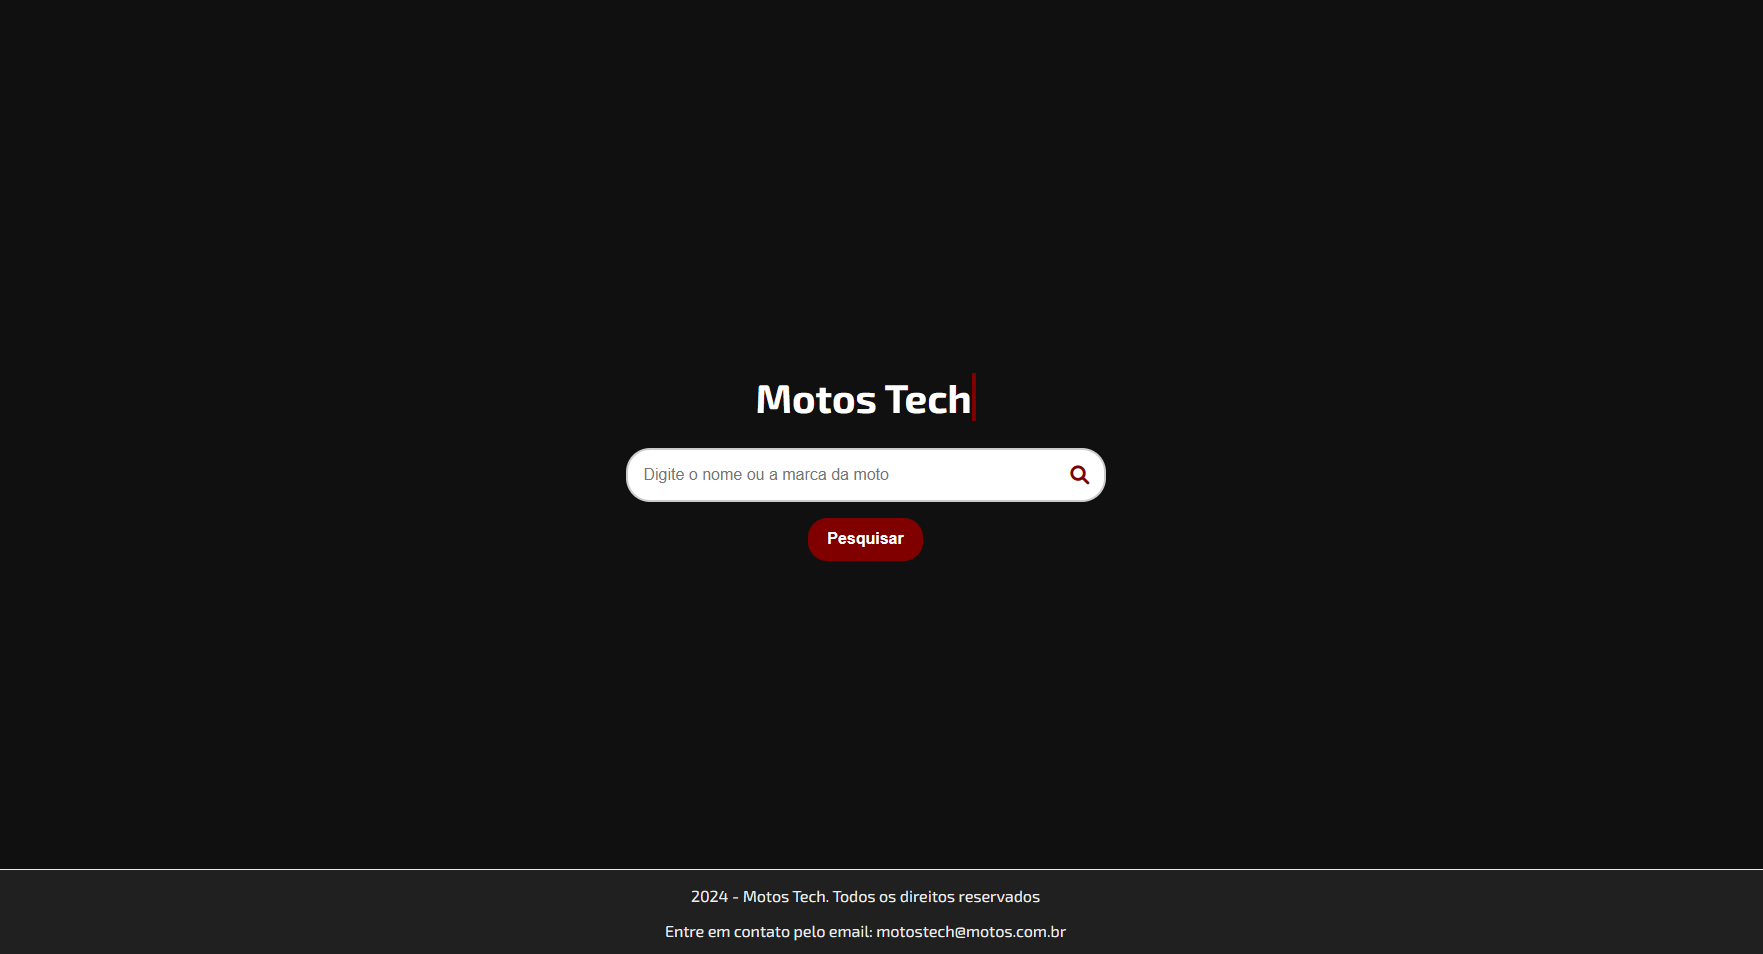 Motos Tech
Digite o nome ou a marca da moto
Pesquisar
2024 - Motos Tech. Todos os direitos reservados
Entre em contato pelo email: motostech@motos.com.br